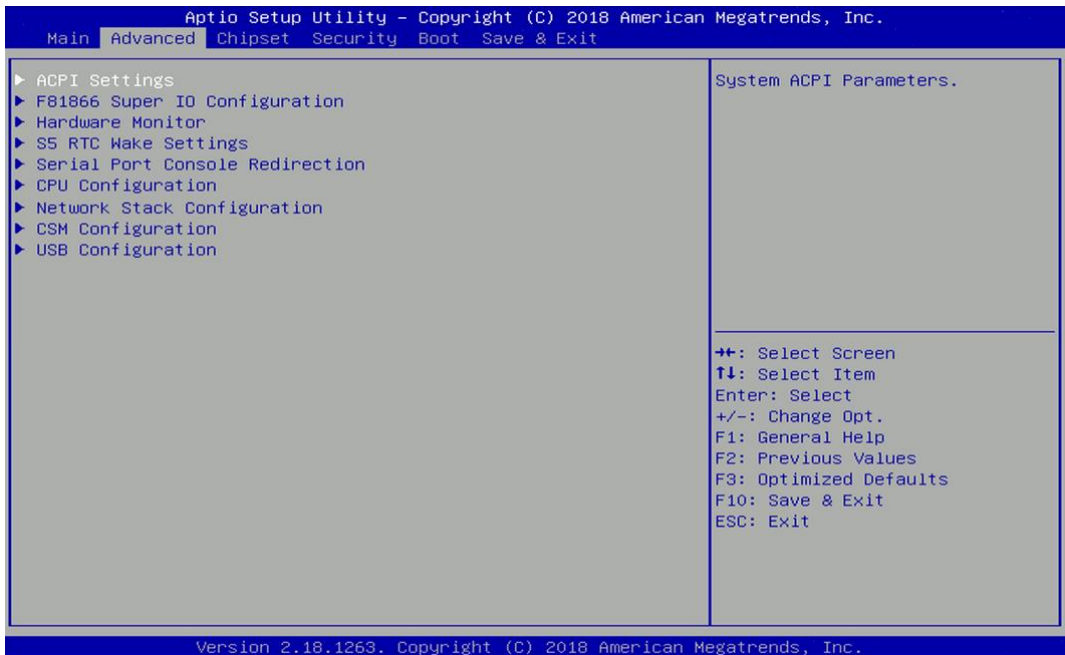 Aptio Setup Utility – Copyright (C) 2018 American Megatrends, Inc.
Main Advanced Chipset Security Boot Save & Exit
▶ ACPI Settings
▶ F81866 Super IO Configuration
▶ Hardware Monitor
▶ S5 RTC Wake Settings
▶ Serial Port Console Redirection
▶ CPU Configuration
▶ Network Stack Configuration
▶ CSM Configuration
▶ USB Configuration
System ACPI Parameters.
→←: Select Screen
↑↓: Select Item
Enter: Select
+/-: Change Opt.
F1: General Help
F2: Previous Values
F3: Optimized Defaults
F10: Save & Exit
ESC: Exit
Version 2.18.1263. Copyright (C) 2018 American Megatrends, Inc.